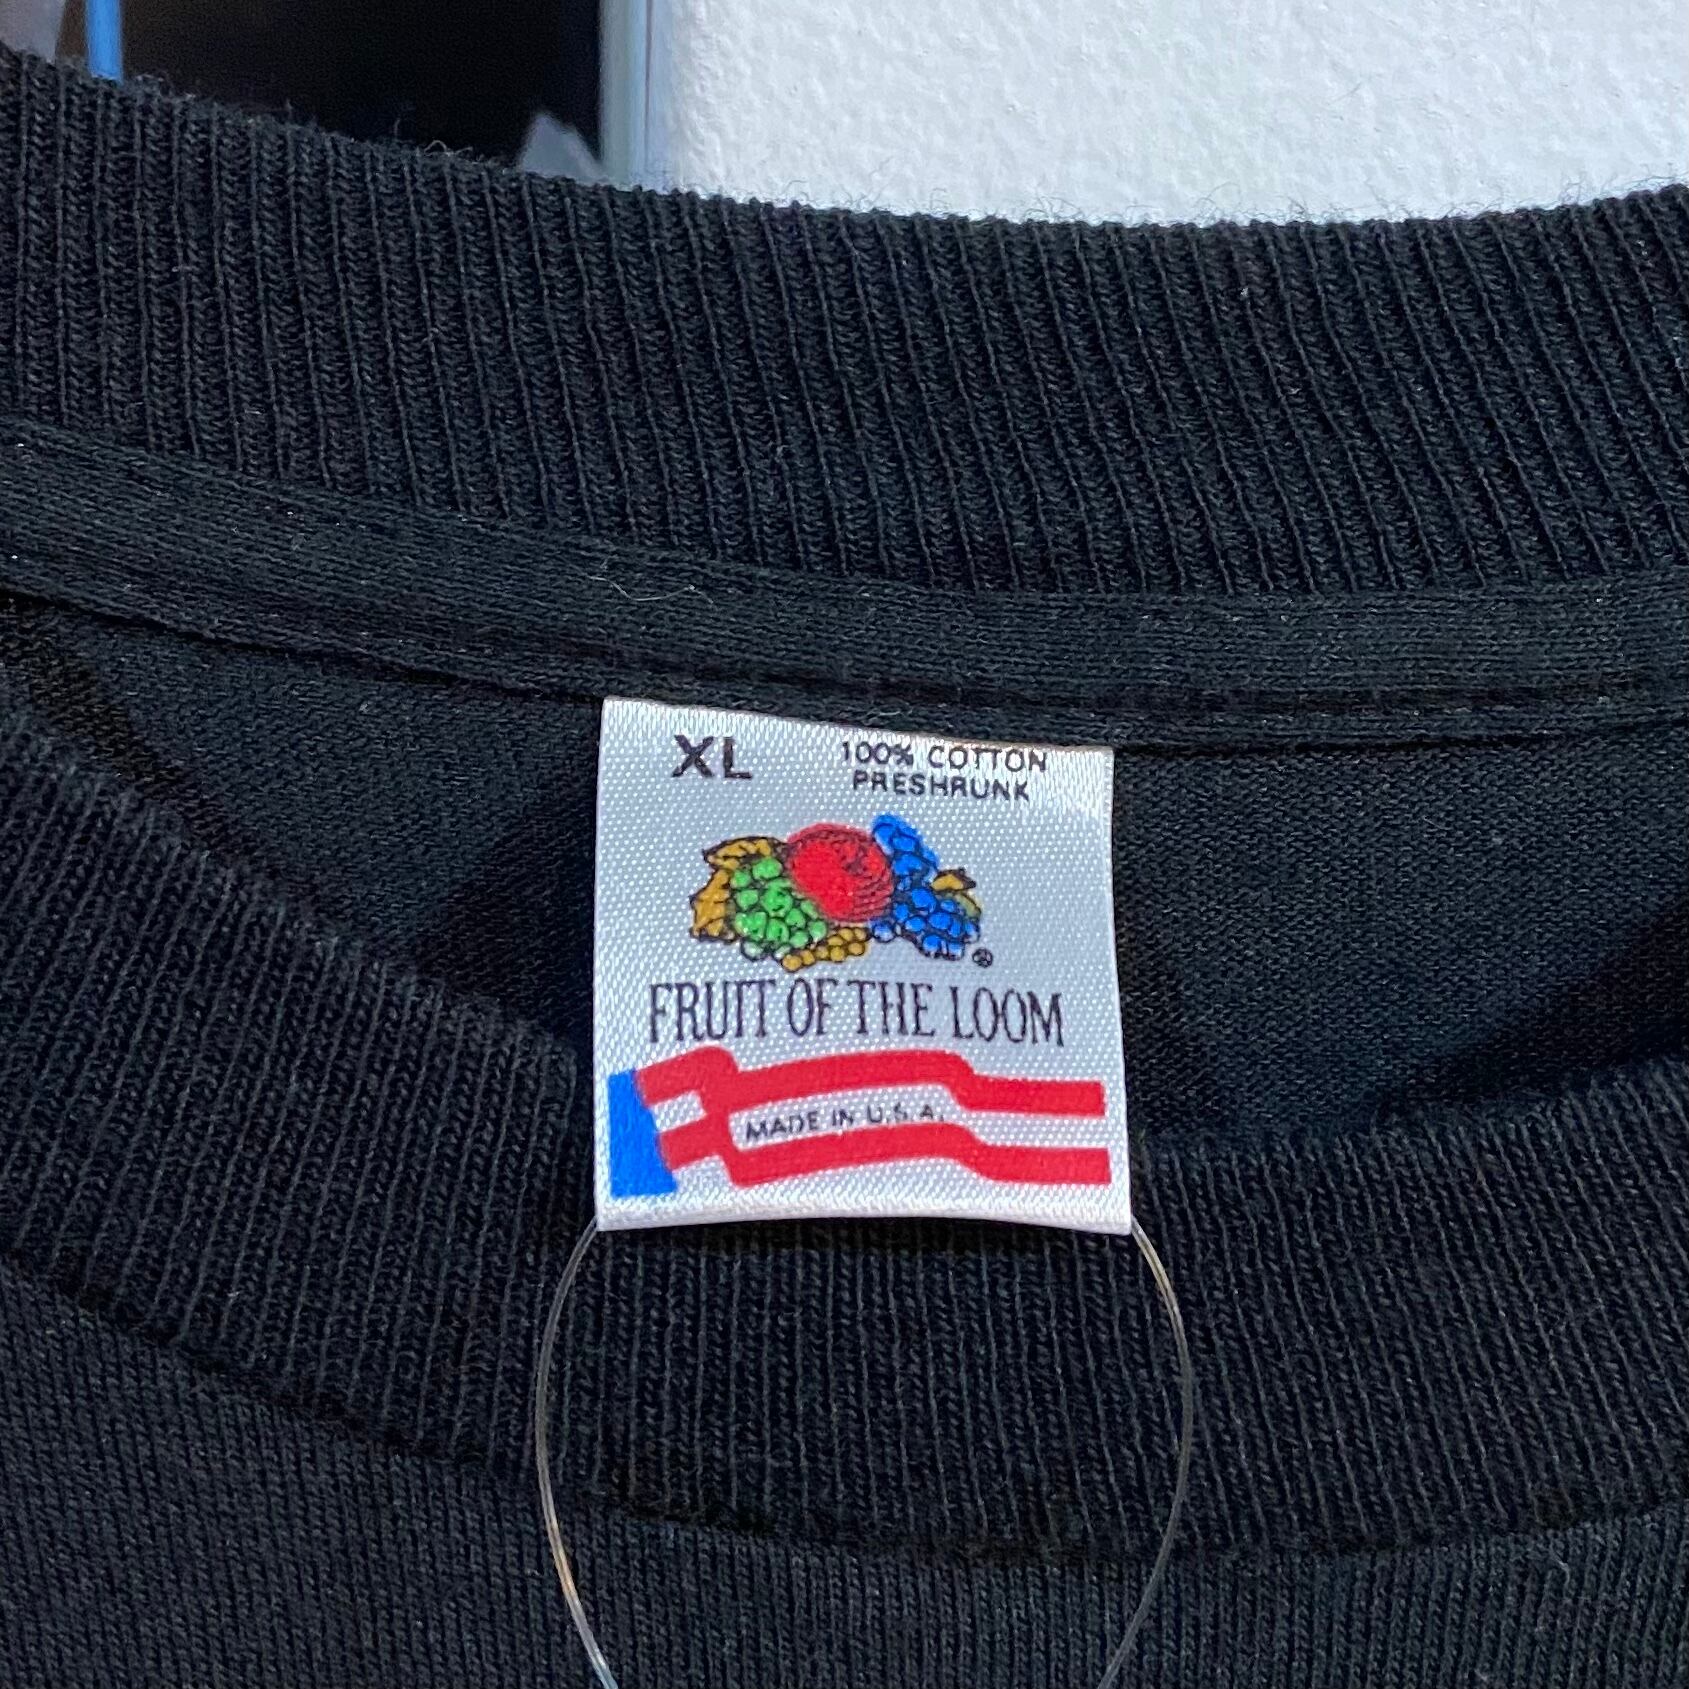 XL
100% COTTON
PRESHRUNK
®
FRUIT OF THE LOOM
MADE IN U.S.A.